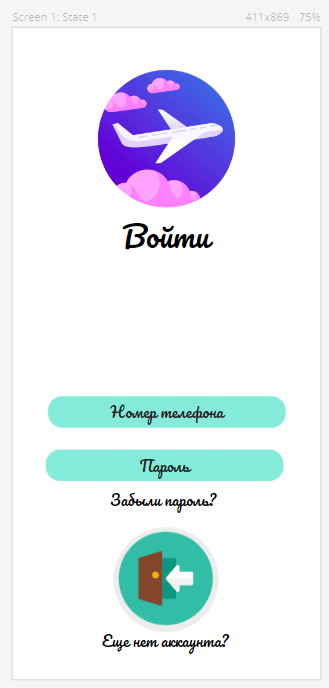 Screen 1: State 1 411x869 75%
Войти
Номер телефона
Пароль
Забыли пароль?
Еще нет аккаунта?